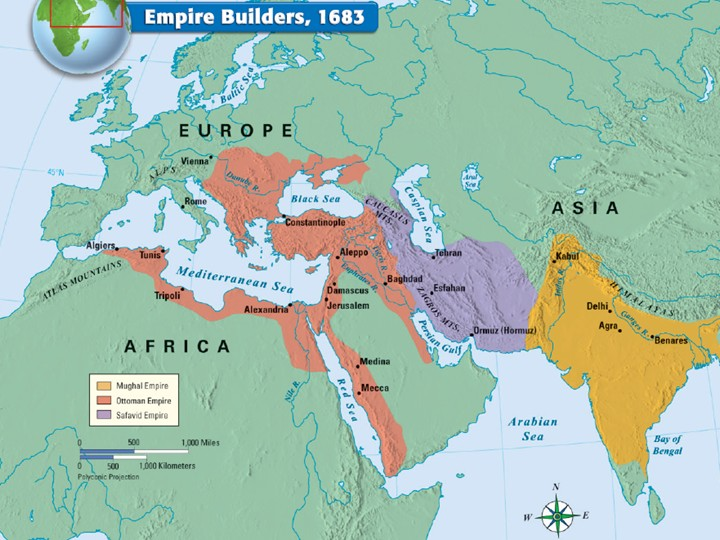 Empire Builders, 1683
Baltic Sea
EUROPE
Vienna
ALPS
Danube R.
45°N
Aral
Sea
Rome
Black Sea
CAUCASUS
MTS.
Caspian Sea
ASIA
Constantinople
Algiers
Tunis
Aleppo
Tigris R.
Tehran
Kabul
ATLAS MOUNTAINS
Mediterranean Sea
Euphrates R.
Baghdad
Esfahan
Indus R.
HIMALAYAS
Tripoli
Damascus
ZAGROS MTS.
Delhi
Ganges R.
Alexandria
Jerusalem
Persian Gulf
Ormuz (Hormuz)
Agra
Benares
AFRICA
Medina
Mecca
Nile R.
Red Sea
Mughal Empire
Ottoman Empire
Safavid Empire
Arabian
Sea
Bay of
Bengal
0 500 1,000 Miles
0 500 1,000 Kilometers
Polyconic Projection
N
W E
S